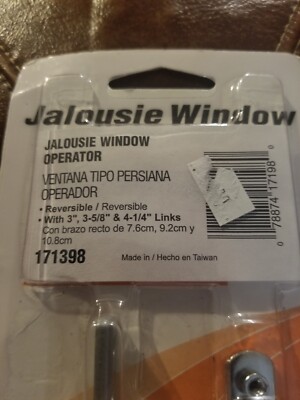 Jalousie Window
JALOUSIE WINDOW
OPERATOR
VENTANA TIPO PERSIANA
OPERADOR
• Reversible / Reversible
• With 3", 3-5/8" & 4-1/4" Links
Con brazo recto de 7.6cm, 9.2cm y
10.8cm
171398
Made in / Hecho en Taiwan
0 78874 17198